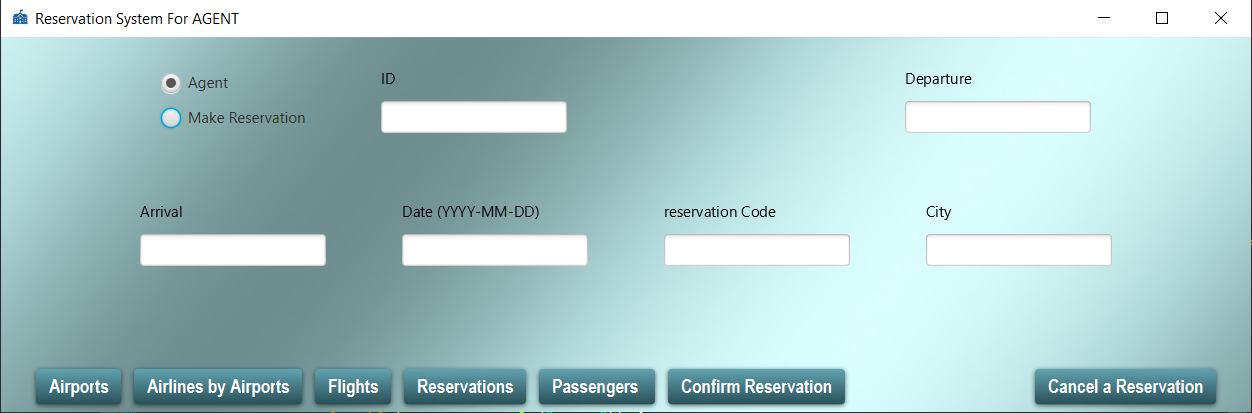 Reservation System For AGENT
Agent
ID
Departure
Make Reservation
Arrival
Date (YYYY-MM-DD)
reservation Code
City
Airports
Airlines by Airports
Flights
Reservations
Passengers
Confirm Reservation
Cancel a Reservation